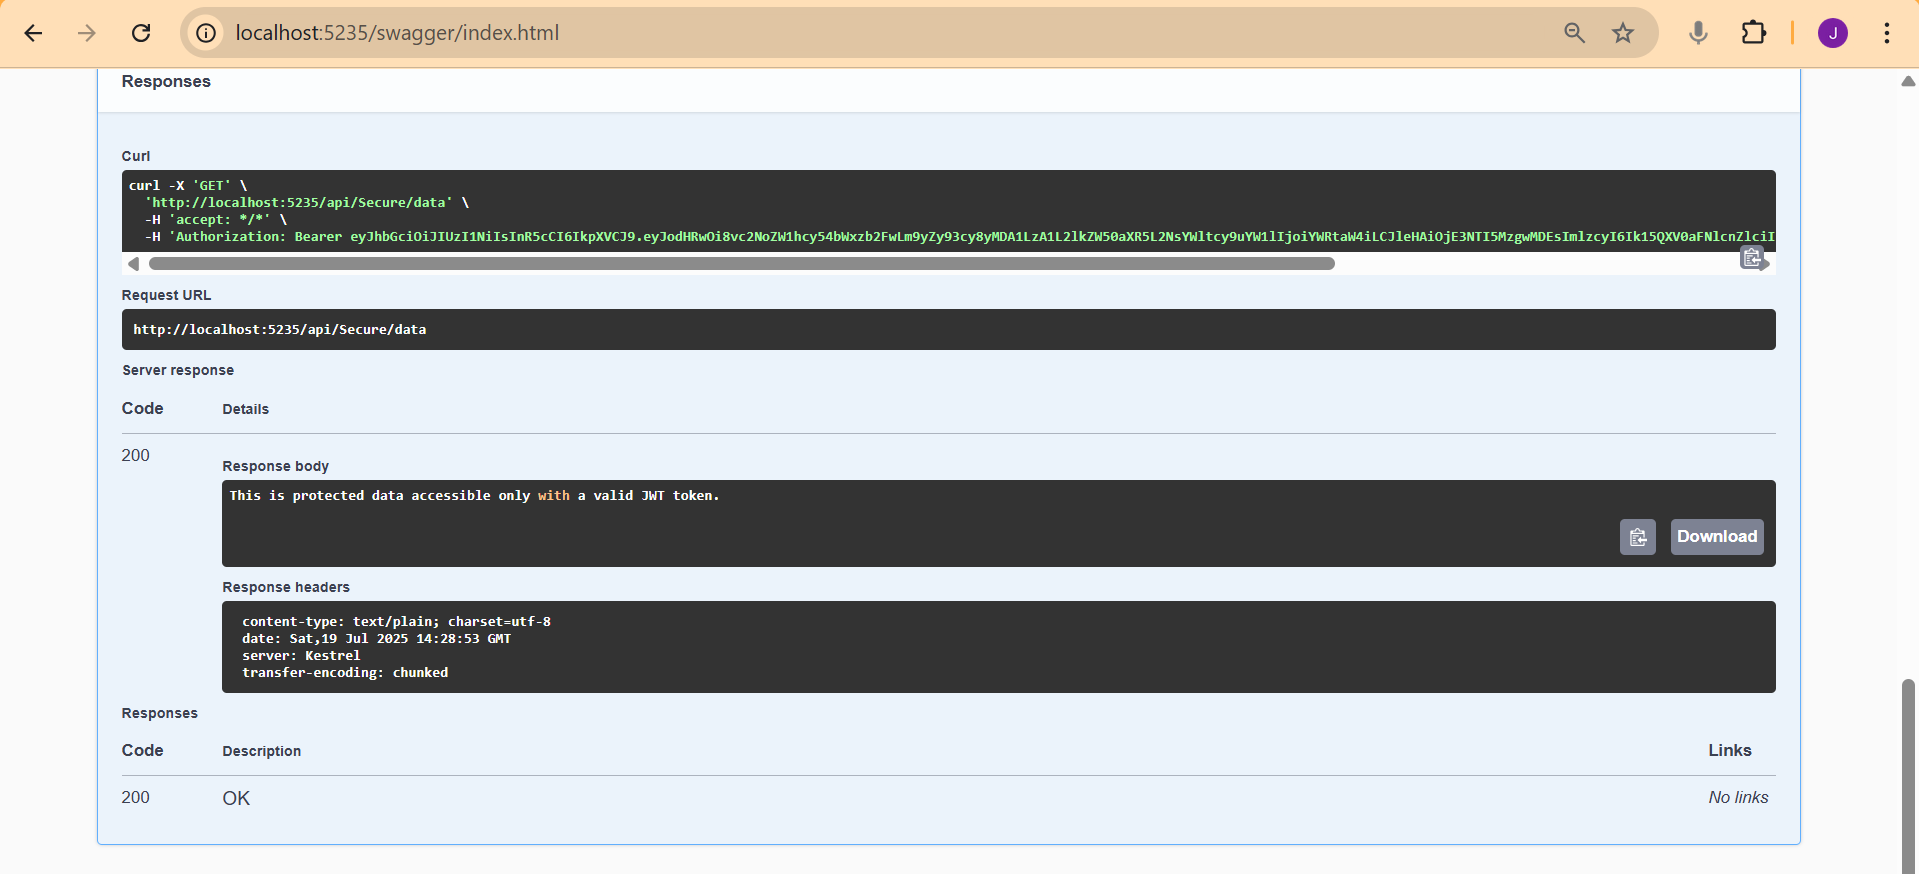 localhost:5235/swagger/index.html
J
Responses
Curl
curl -X 'GET' \
'http://localhost:5235/api/Secure/data' \
-H 'accept: */*' \
-H 'Authorization: Bearer eyJhbGciOiJIUzI1NiIsInR5cCI6IkpXVCJ9.eyJodHRwOi8vc2NoZW1hcy54bWxzb2FwLm9yZy93cy8yMDA1LzA1L2lkZW50aXR5L2NsYWltcy9uYW1lIjoiYWRtaW4iLCJleHAiOjE3NTI5MzgwMDEsImlzcyI6Ik15QXV0aFNlcnZlciI
Request URL
http://localhost:5235/api/Secure/data
Server response
Code Details
200
Response body
This is protected data accessible only with a valid JWT token.
Download
Response headers
content-type: text/plain; charset=utf-8
date: Sat,19 Jul 2025 14:28:53 GMT
server: Kestrel
transfer-encoding: chunked
Responses
Code Description Links
200 OK No links